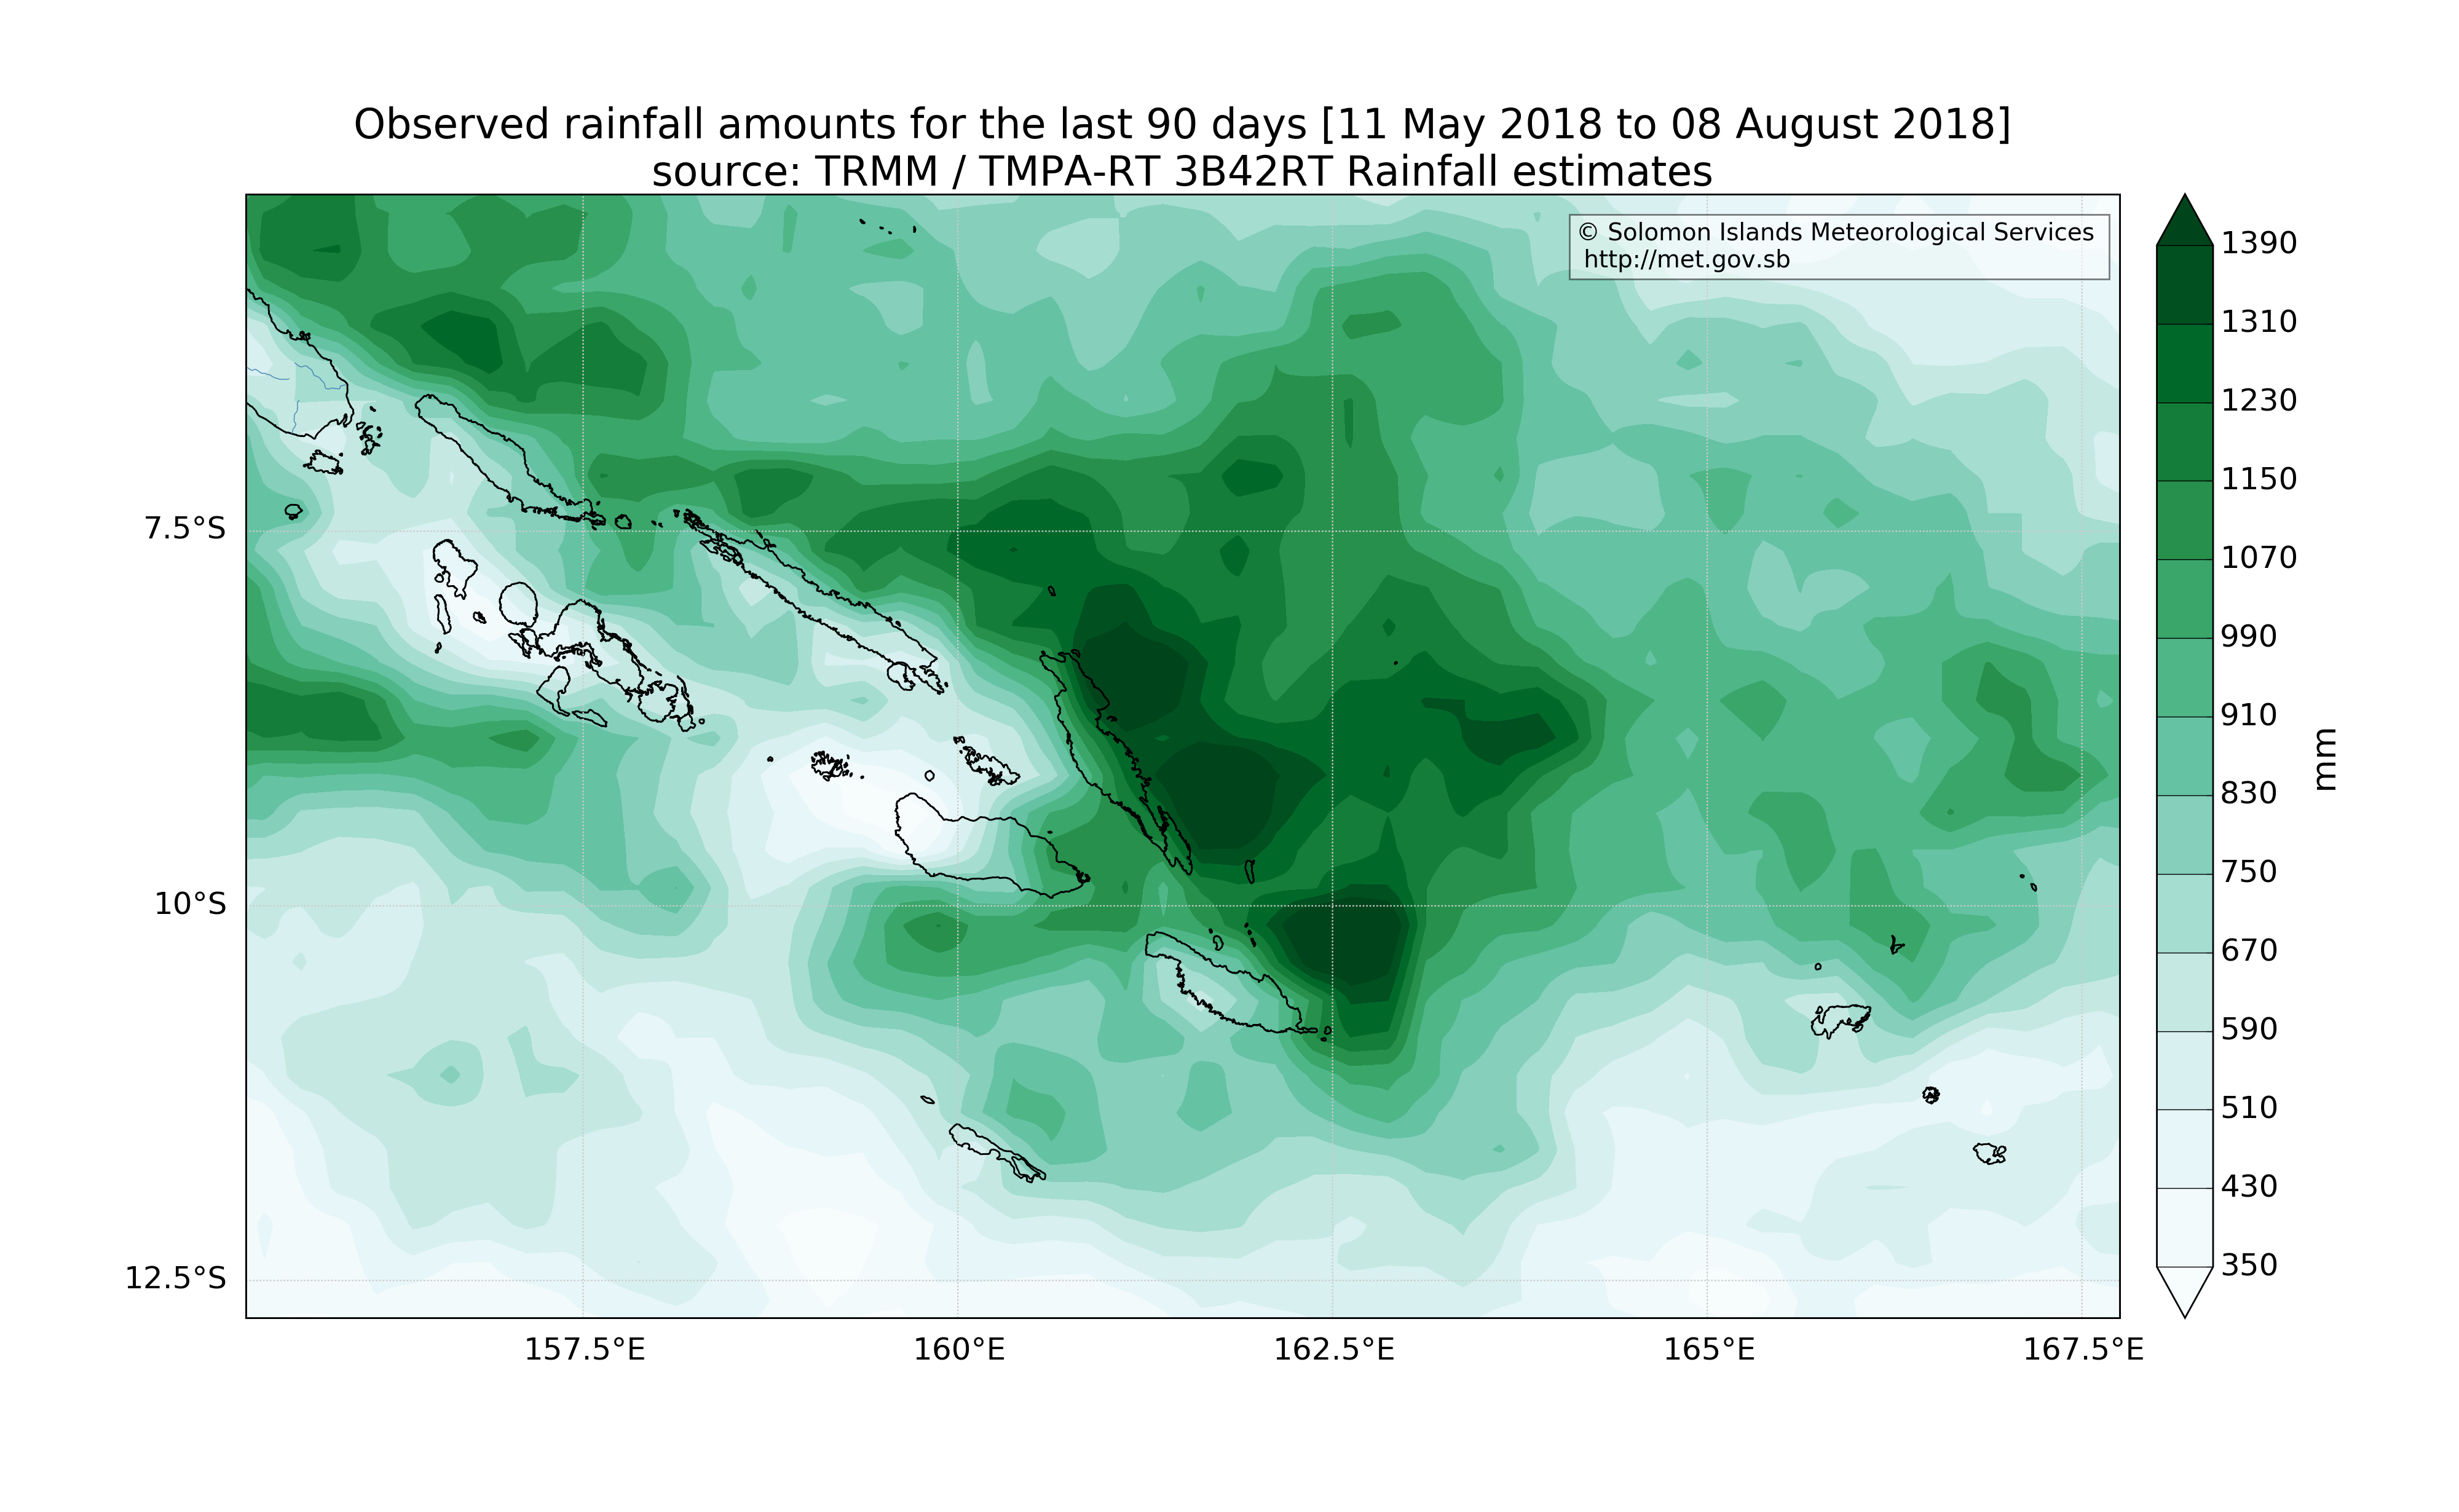 Observed rainfall amounts for the last 90 days [11 May 2018 to 08 August 2018]
source: TRMM / TMPA-RT 3B42RT Rainfall estimates
© Solomon Islands Meteorological Services
http://met.gov.sb
7.5°S
10°S
12.5°S
157.5°E
160°E
162.5°E
165°E
167.5°E
1390
1310
1230
1150
1070
990
910
830
750
670
590
510
430
350
mm